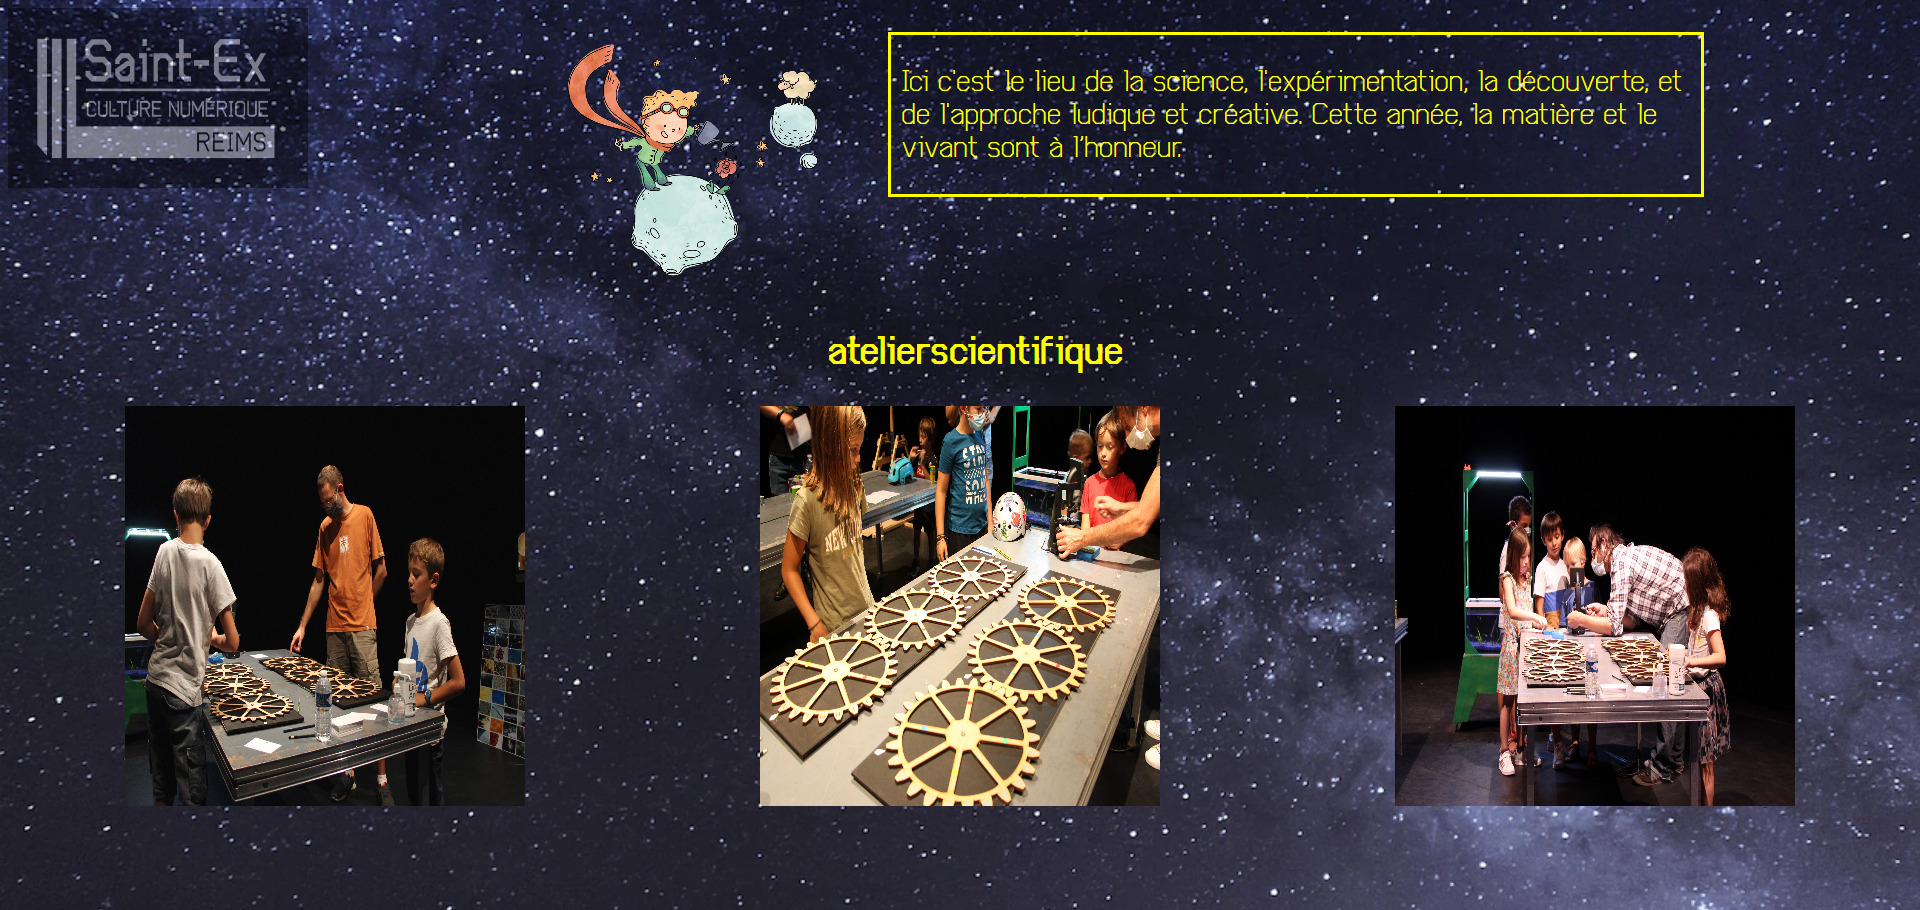 Saint-Ex
CULTURE NUMÉRIQUE
REIMS
Ici c'est le lieu de la science, l'expérimentation, la découverte, et
de l'approche ludique et créative. Cette année, la matière et le
vivant sont à l'honneur.
atelierscientifique